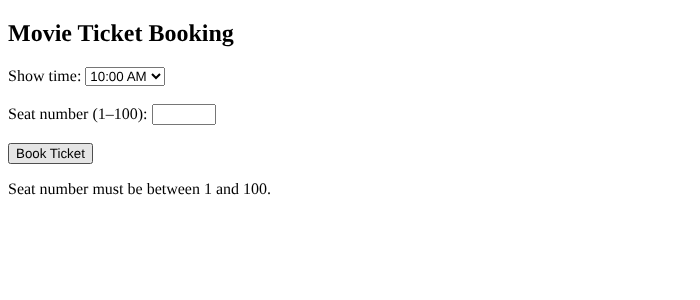 Movie Ticket Booking
Show time: 10:00 AM
Seat number (1–100):
Book Ticket
Seat number must be between 1 and 100.